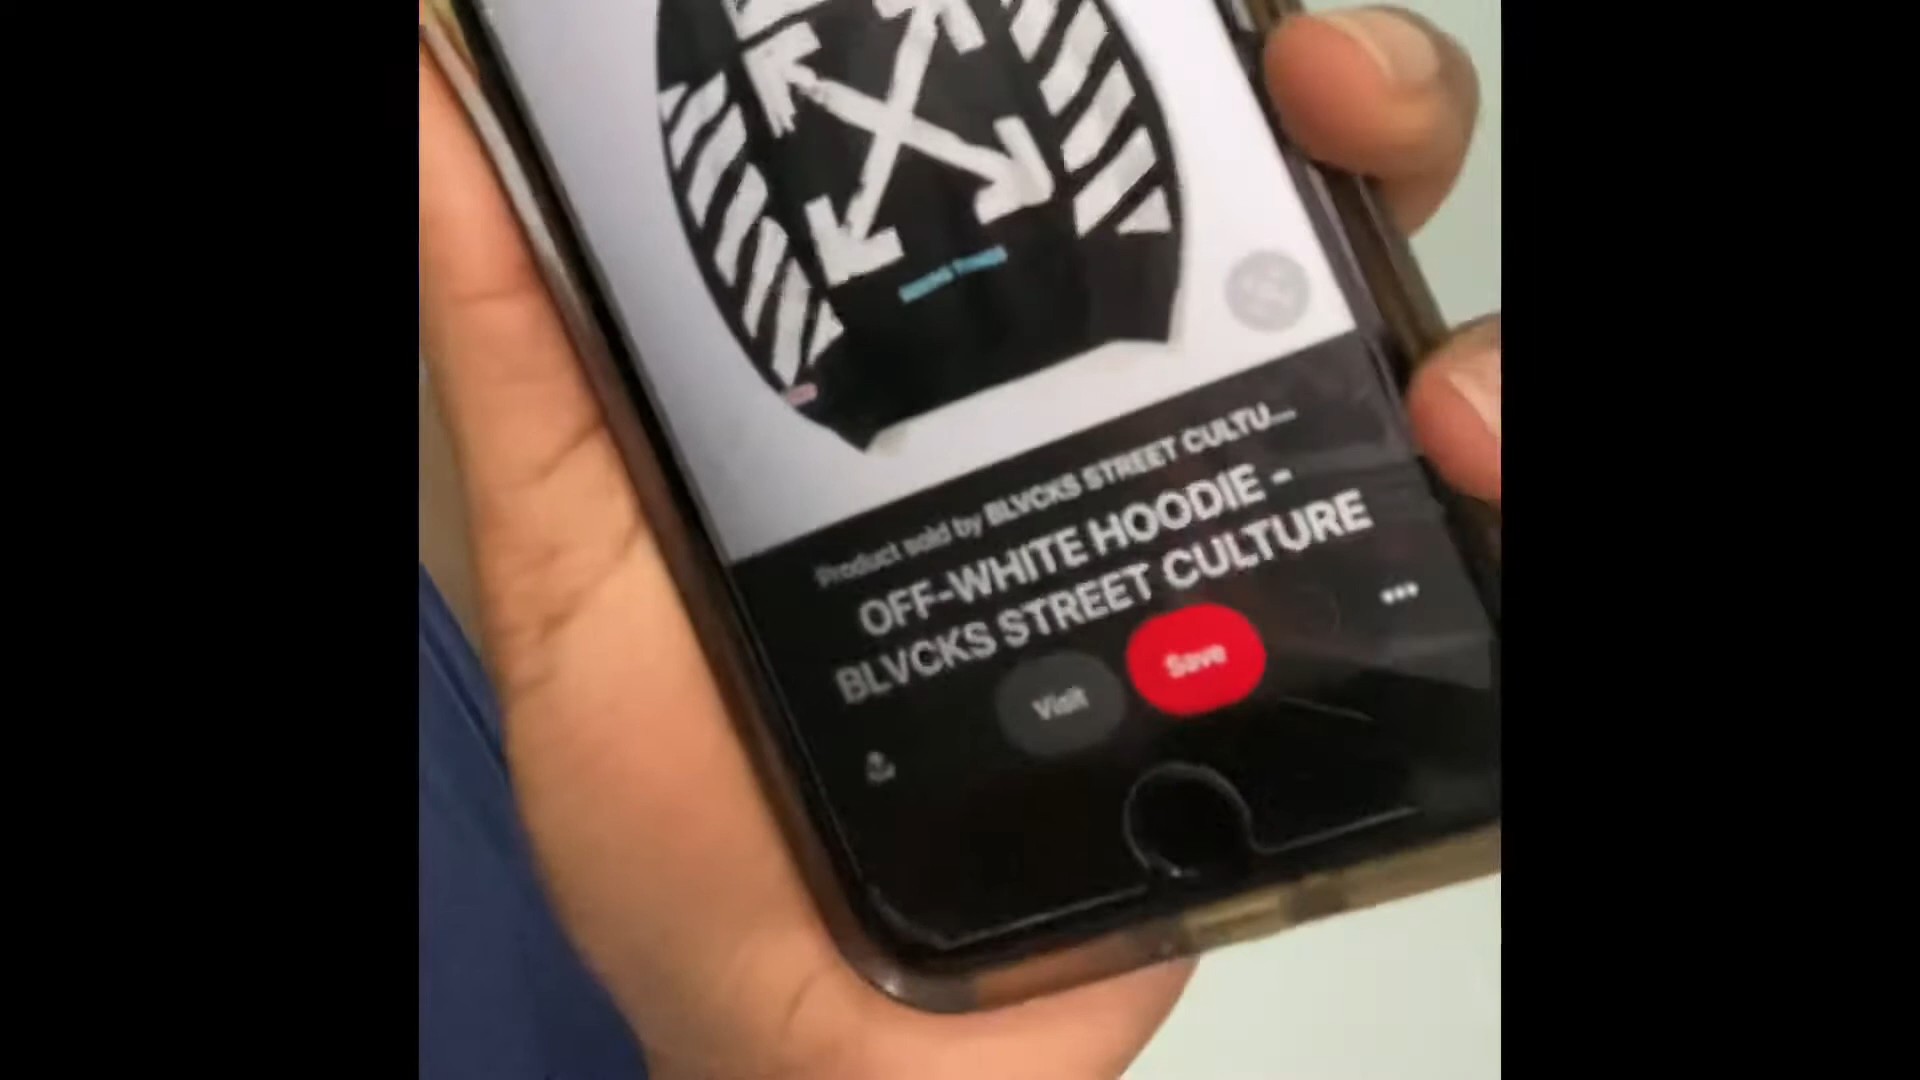 Product sold by BLVCKS STREET CULTU...
OFF-WHITE HOODIE -
BLVCKS STREET CULTURE
Visit
Save